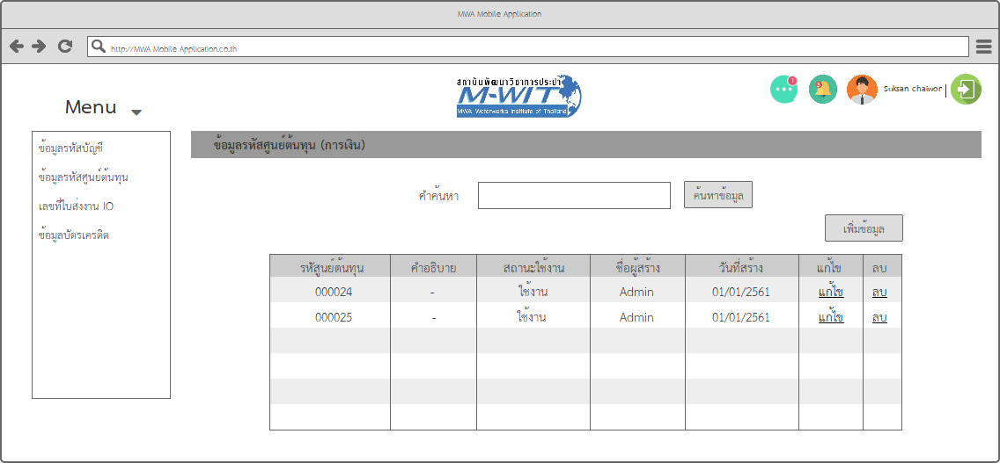 MWA Mobile Application
http://MWA Mobile Application.co.th
สถาบันพัฒนาวิชาการประปา
M-WIT
MWA Waterworks Institute of Thailand
1
3
Suksan chaiwor
Menu
ข้อมูลรหัสบัญชี
ข้อมูลรหัสศูนย์ต้นทุน
เลขที่ใบส่งงาน IO
ข้อมูลบัตรเครดิต
ข้อมูลรหัสศูนย์ต้นทุน (การเงิน)
คำค้นหา ค้นหาข้อมูล
เพิ่มข้อมูล
รหัสูนย์ต้นทุน คำอธิบาย สถานะใช้งาน ชื่อผู้สร้าง วันที่สร้าง แก้ไข ลบ
000024 - ใช้งาน Admin 01/01/2561 แก้ไข ลบ
000025 - ใช้งาน Admin 01/01/2561 แก้ไข ลบ